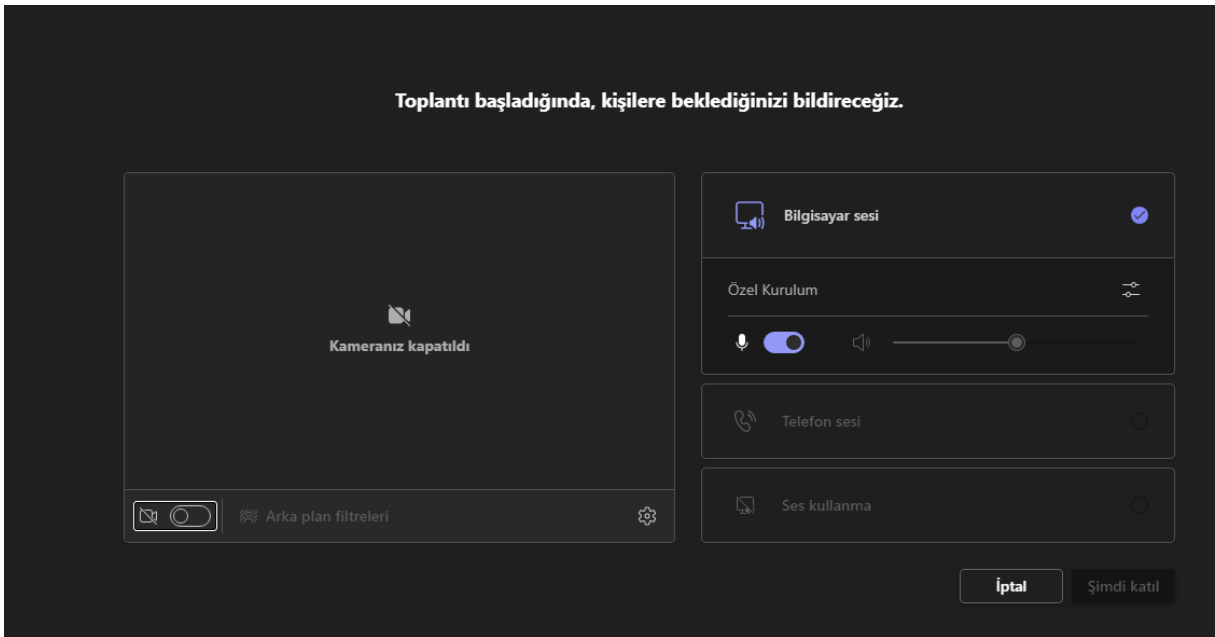 Toplantı başladığında, kişilere beklediğinizi bildireceğiz.
Kameranız kapatıldı
Arka plan filtreleri
Bilgisayar sesi
Özel Kurulum
Telefon sesi
Ses kullanma
İptal
Şimdi katıl